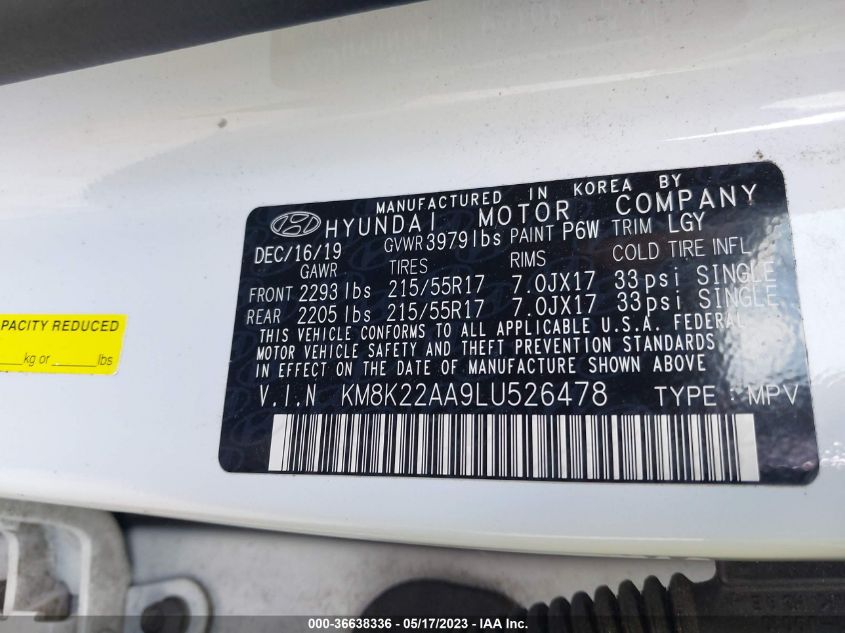 MANUFACTURED IN KOREA BY
HYUNDAI MOTOR COMPANY
DEC/16/19 GVWR 3979 lbs PAINT P6W TRIM LGY
GAWR TIRES RIMS COLD TIRE INFL
FRONT 2293 lbs 215/55R17 7.0JX17 33psi SINGLE
REAR 2205 lbs 215/55R17 7.0JX17 33psi SINGLE
THIS VEHICLE CONFORMS TO ALL APPLICABLE U.S.A. FEDERAL
MOTOR VEHICLE SAFETY AND THEFT PREVENTION STANDARDS
IN EFFECT ON THE DATE OF MANUFACTURE SHOWN ABOVE
V.I.N KM8K22AA9LU526478 TYPE : MPV
PACITY REDUCED
kg or lbs
000-36638336 - 05/17/2023 - IAA Inc.